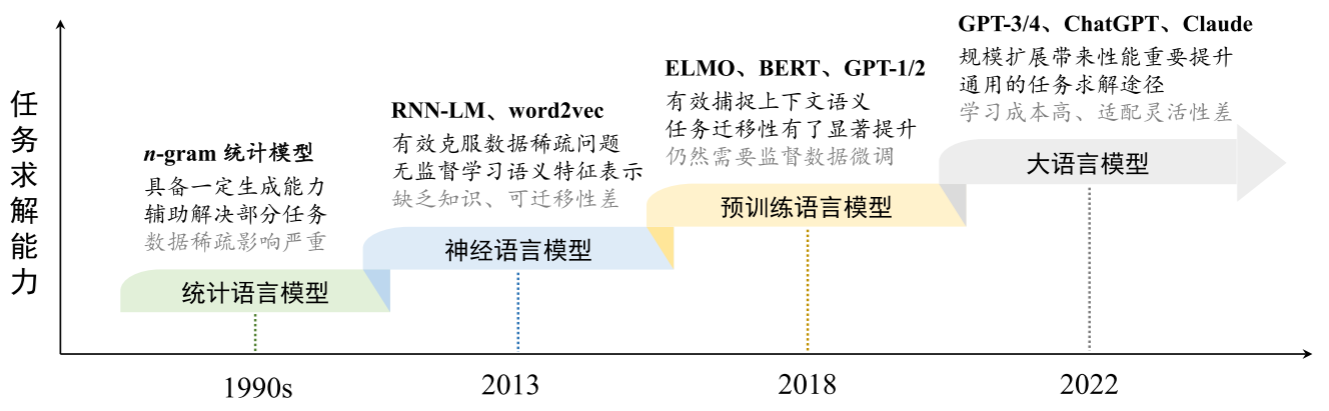 任务求解能力
n-gram 统计模型
具备一定生成能力
辅助解决部分任务
数据稀疏影响严重
统计语言模型
1990s
RNN-LM、word2vec
有效克服数据稀疏问题
无监督学习语义特征表示
缺乏知识、可迁移性差
神经语言模型
2013
ELMO、BERT、GPT-1/2
有效捕捉上下文语义
任务迁移性有了显著提升
仍然需要监督数据微调
预训练语言模型
2018
GPT-3/4、ChatGPT、Claude
规模扩展带来性能重要提升
通用的任务求解途径
学习成本高、适配灵活性差
大语言模型
2022